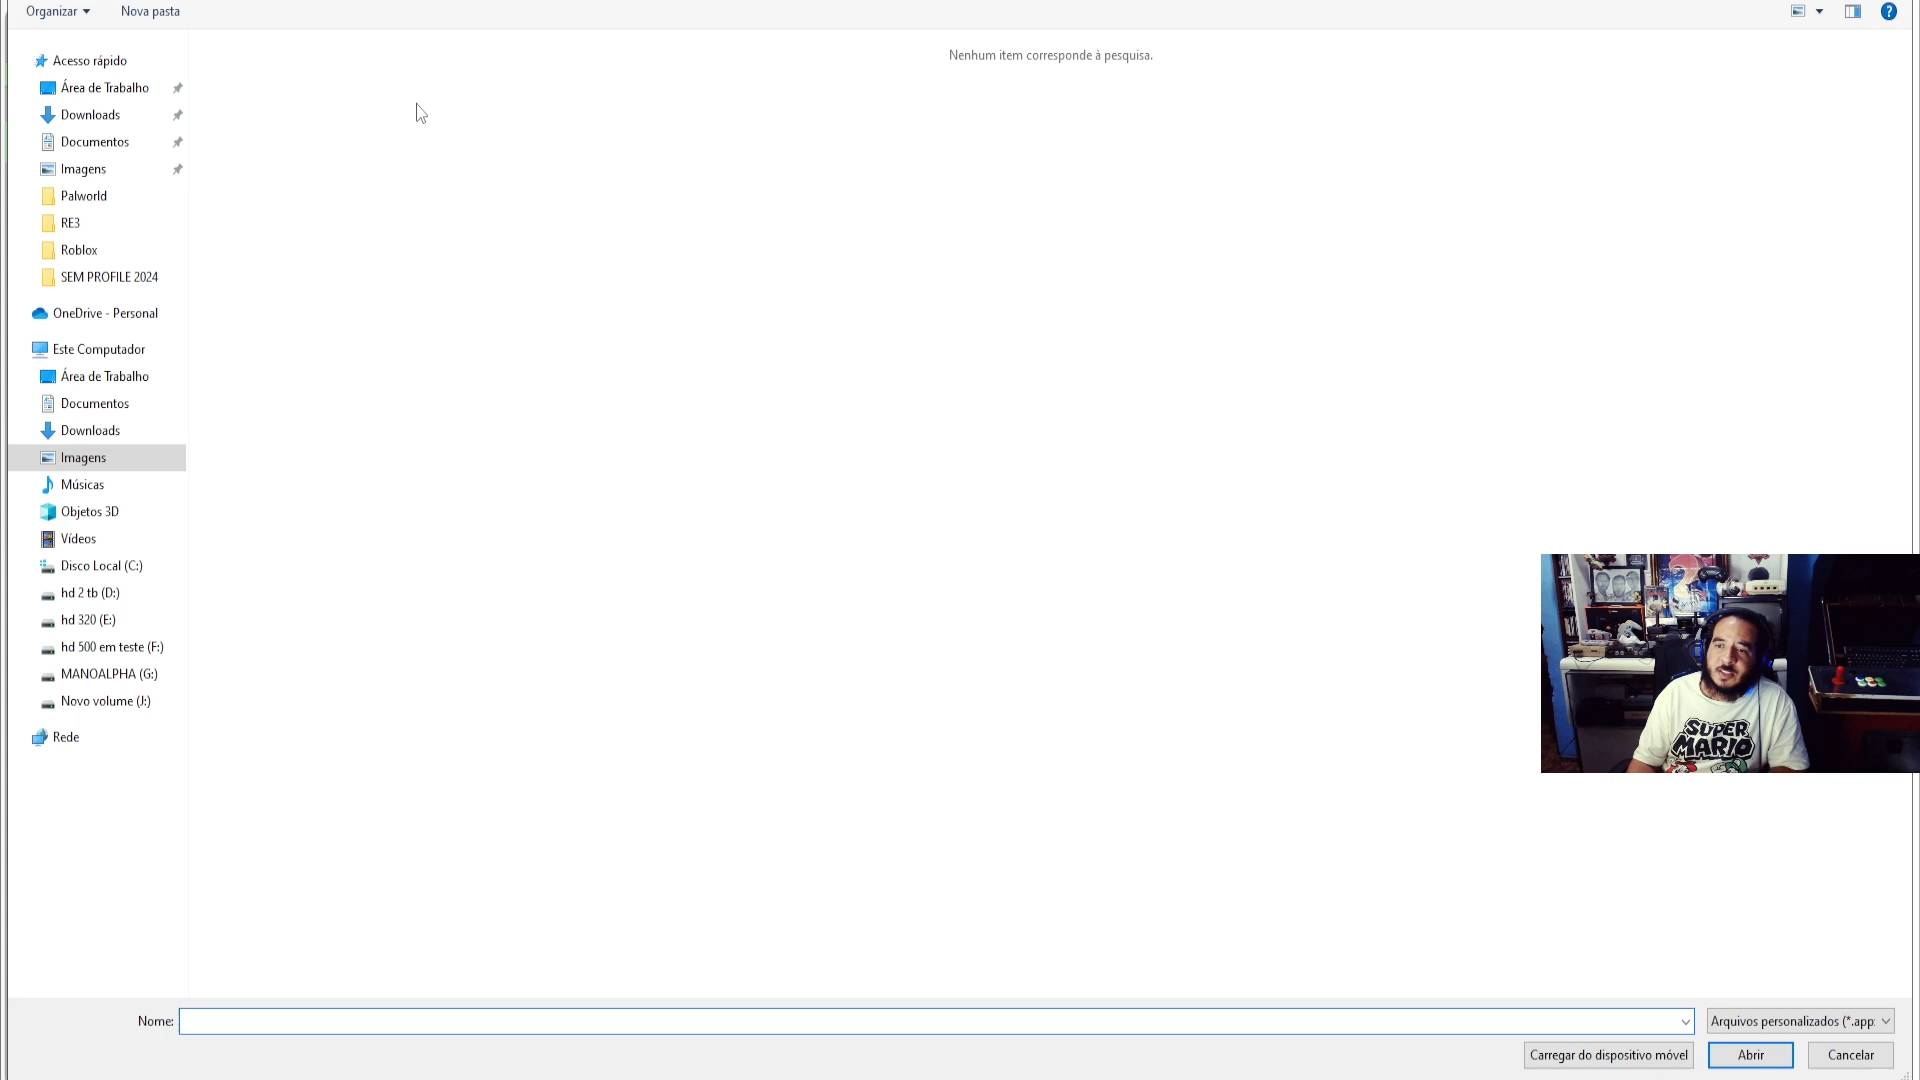 Organizar
Nova pasta
Nenhum item corresponde à pesquisa.
Acesso rápido
Área de Trabalho
Downloads
Documentos
Imagens
Palworld
RE3
Roblox
SEM PROFILE 2024
OneDrive - Personal
Este Computador
Área de Trabalho
Documentos
Downloads
Imagens
Músicas
Objetos 3D
Vídeos
Disco Local (C:)
hd 2 tb (D:)
hd 320 (E:)
hd 500 em teste (F:)
MANOALPHA (G:)
Novo volume (J:)
Rede
SUPER
MARIO
Nome:
Arquivos personalizados (*.app;
Carregar do dispositivo móvel
Abrir
Cancelar